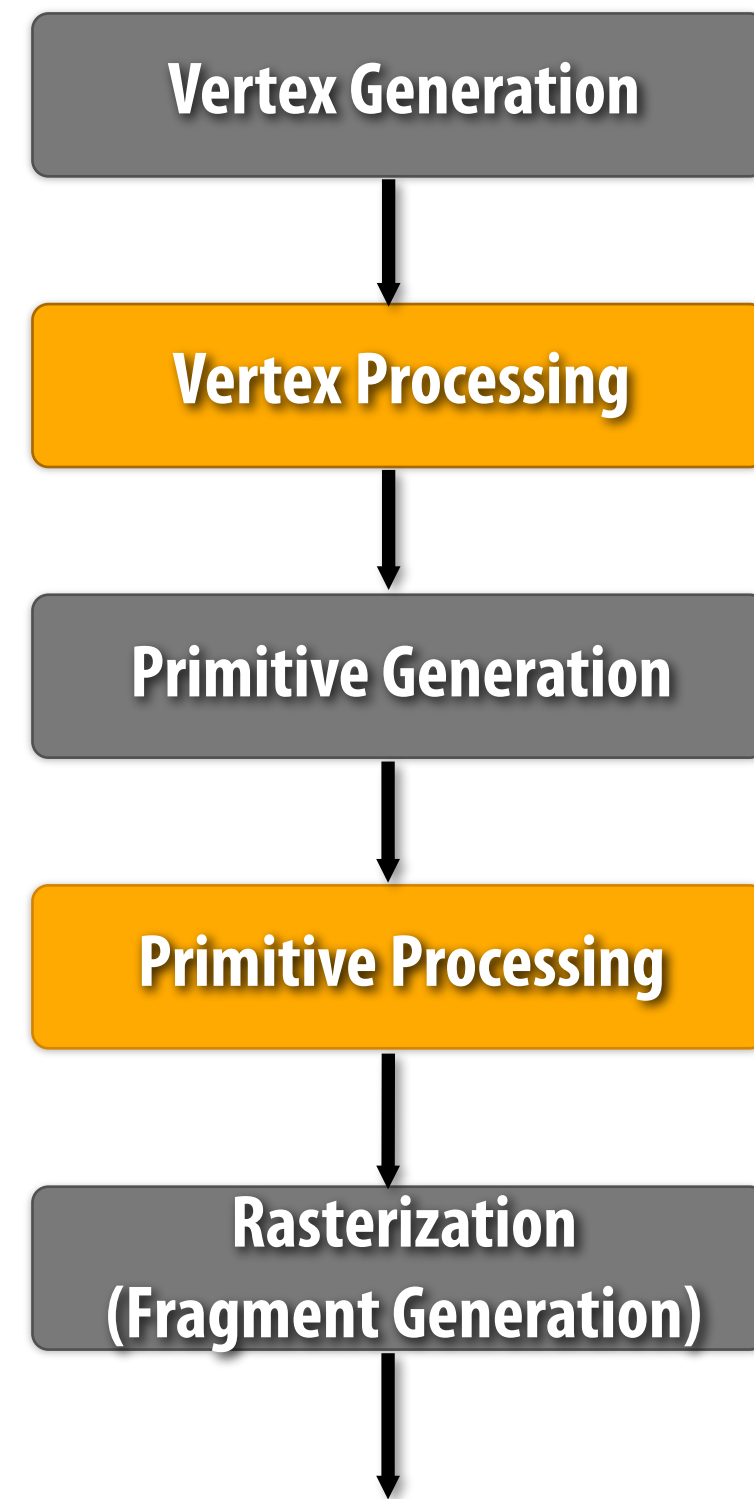 Vertex Generation
Vertex Processing
Primitive Generation
Primitive Processing
Rasterization
(Fragment Generation)